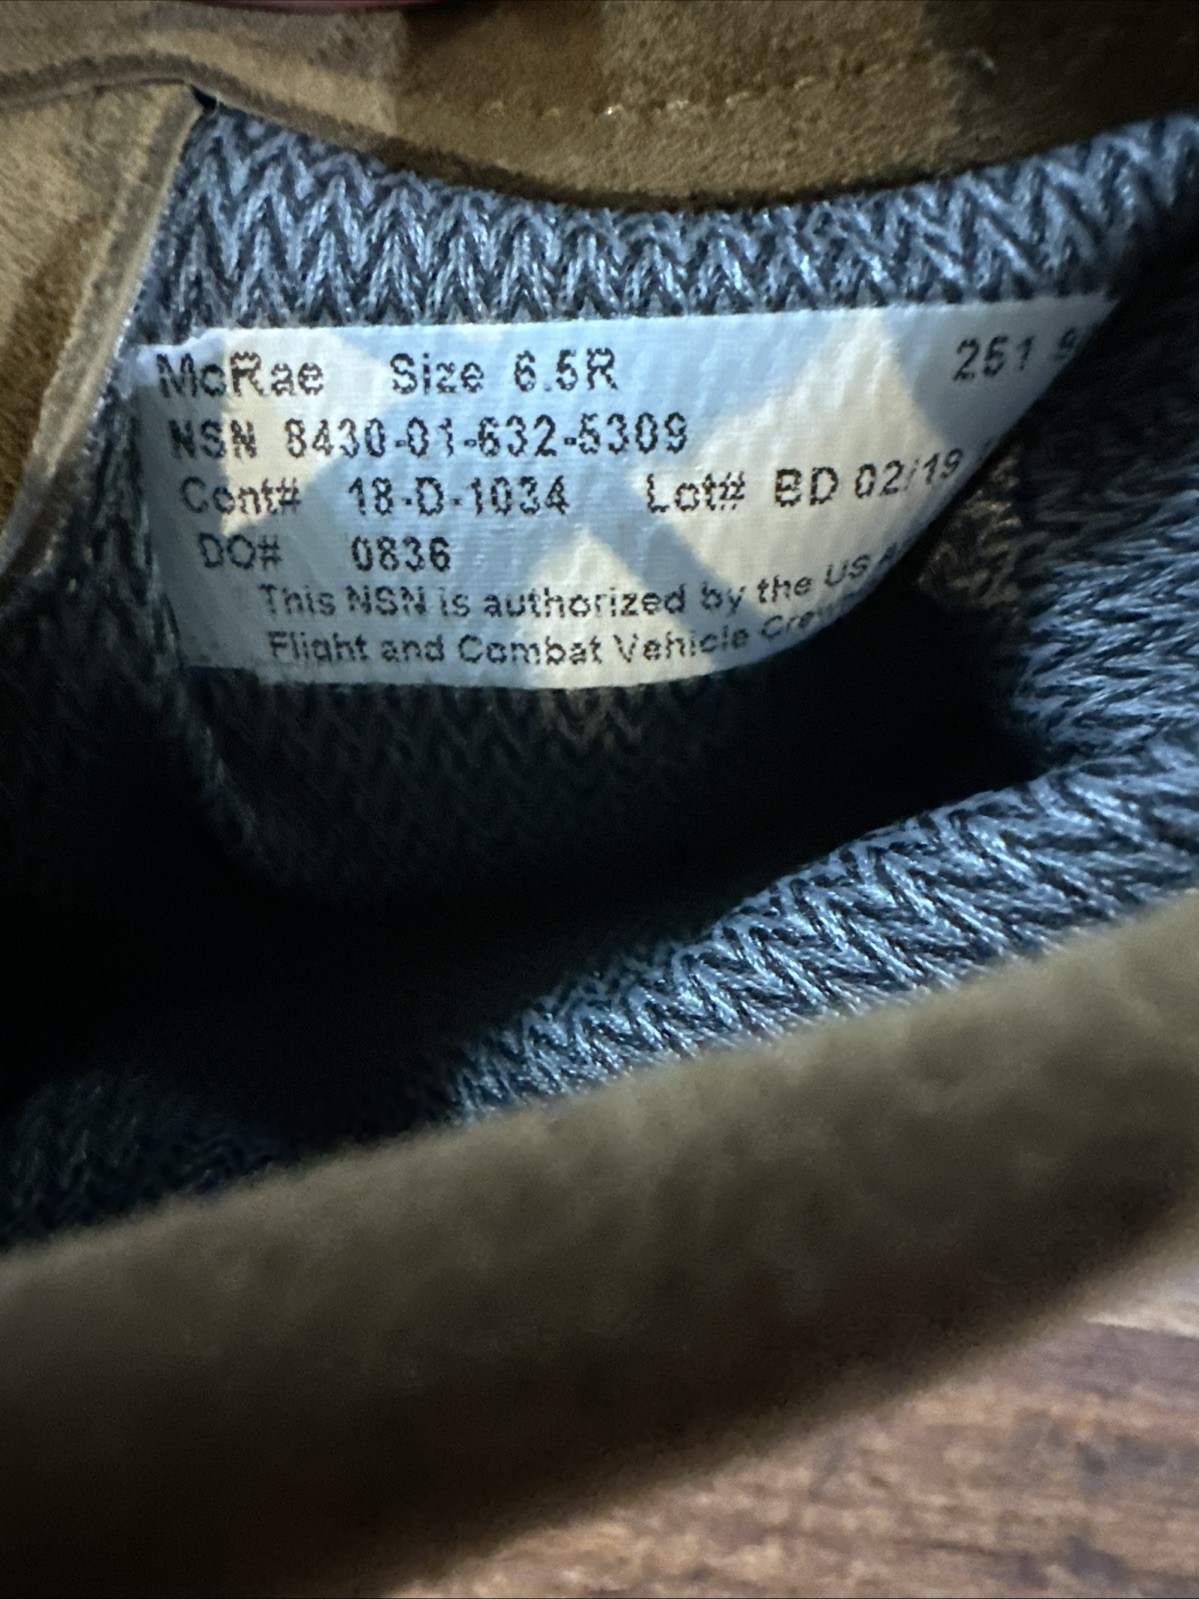 McRae Size 6.5R 251
NSN 8430-01-632-5309
Cont# 18-D-1034 Lot# BD 02/19
DO# 0836
This NSN is authorized by the US
Flight and Combat Vehicle